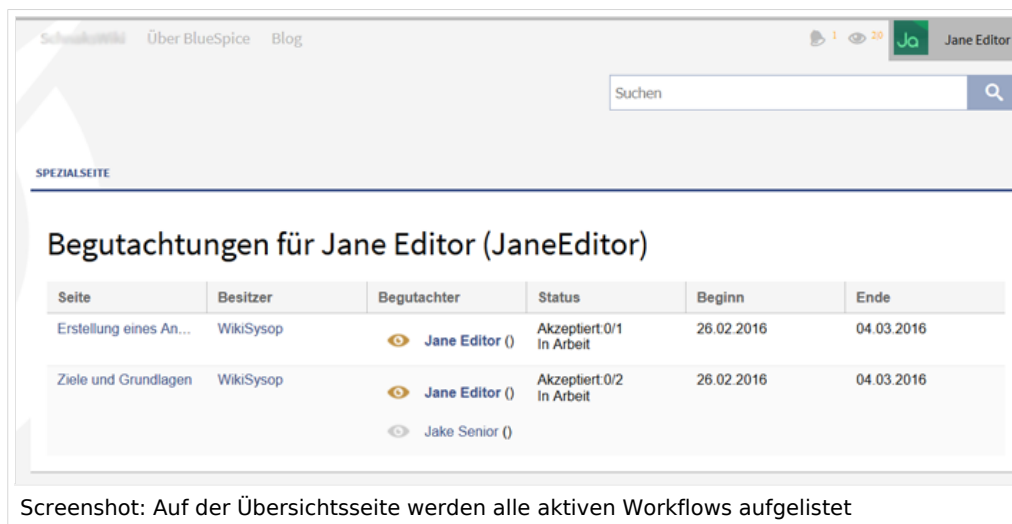 Über BlueSpice Blog 1 20 Ja Jane Editor
Suchen
SPEZIALSEITE
Begutachtungen für Jane Editor (JaneEditor)
Seite Besitzer Begutachter Status Beginn Ende
Erstellung eines An... WikiSysop Jane Editor () Akzeptiert:0/1 26.02.2016 04.03.2016
In Arbeit
Ziele und Grundlagen WikiSysop Jane Editor () Akzeptiert:0/2 26.02.2016 04.03.2016
In Arbeit
Jake Senior ()
Screenshot: Auf der Übersichtsseite werden alle aktiven Workflows aufgelistet